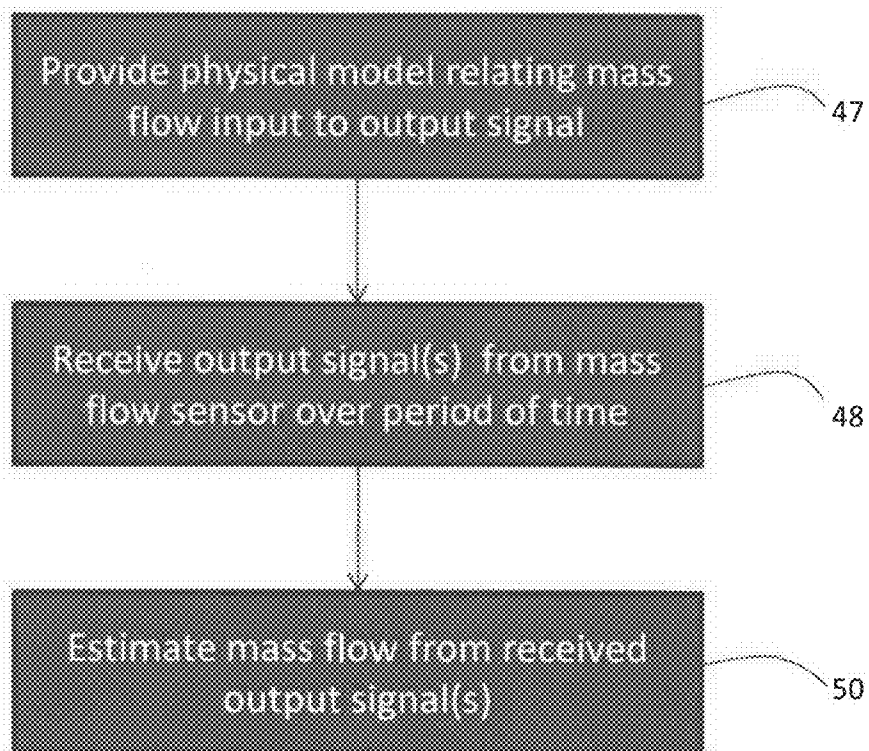 Provide physical model relating mass
flow input to output signal
47
Receive output signal(s) from mass
flow sensor over period of time
48
Estimate mass flow from received
output signal(s)
50